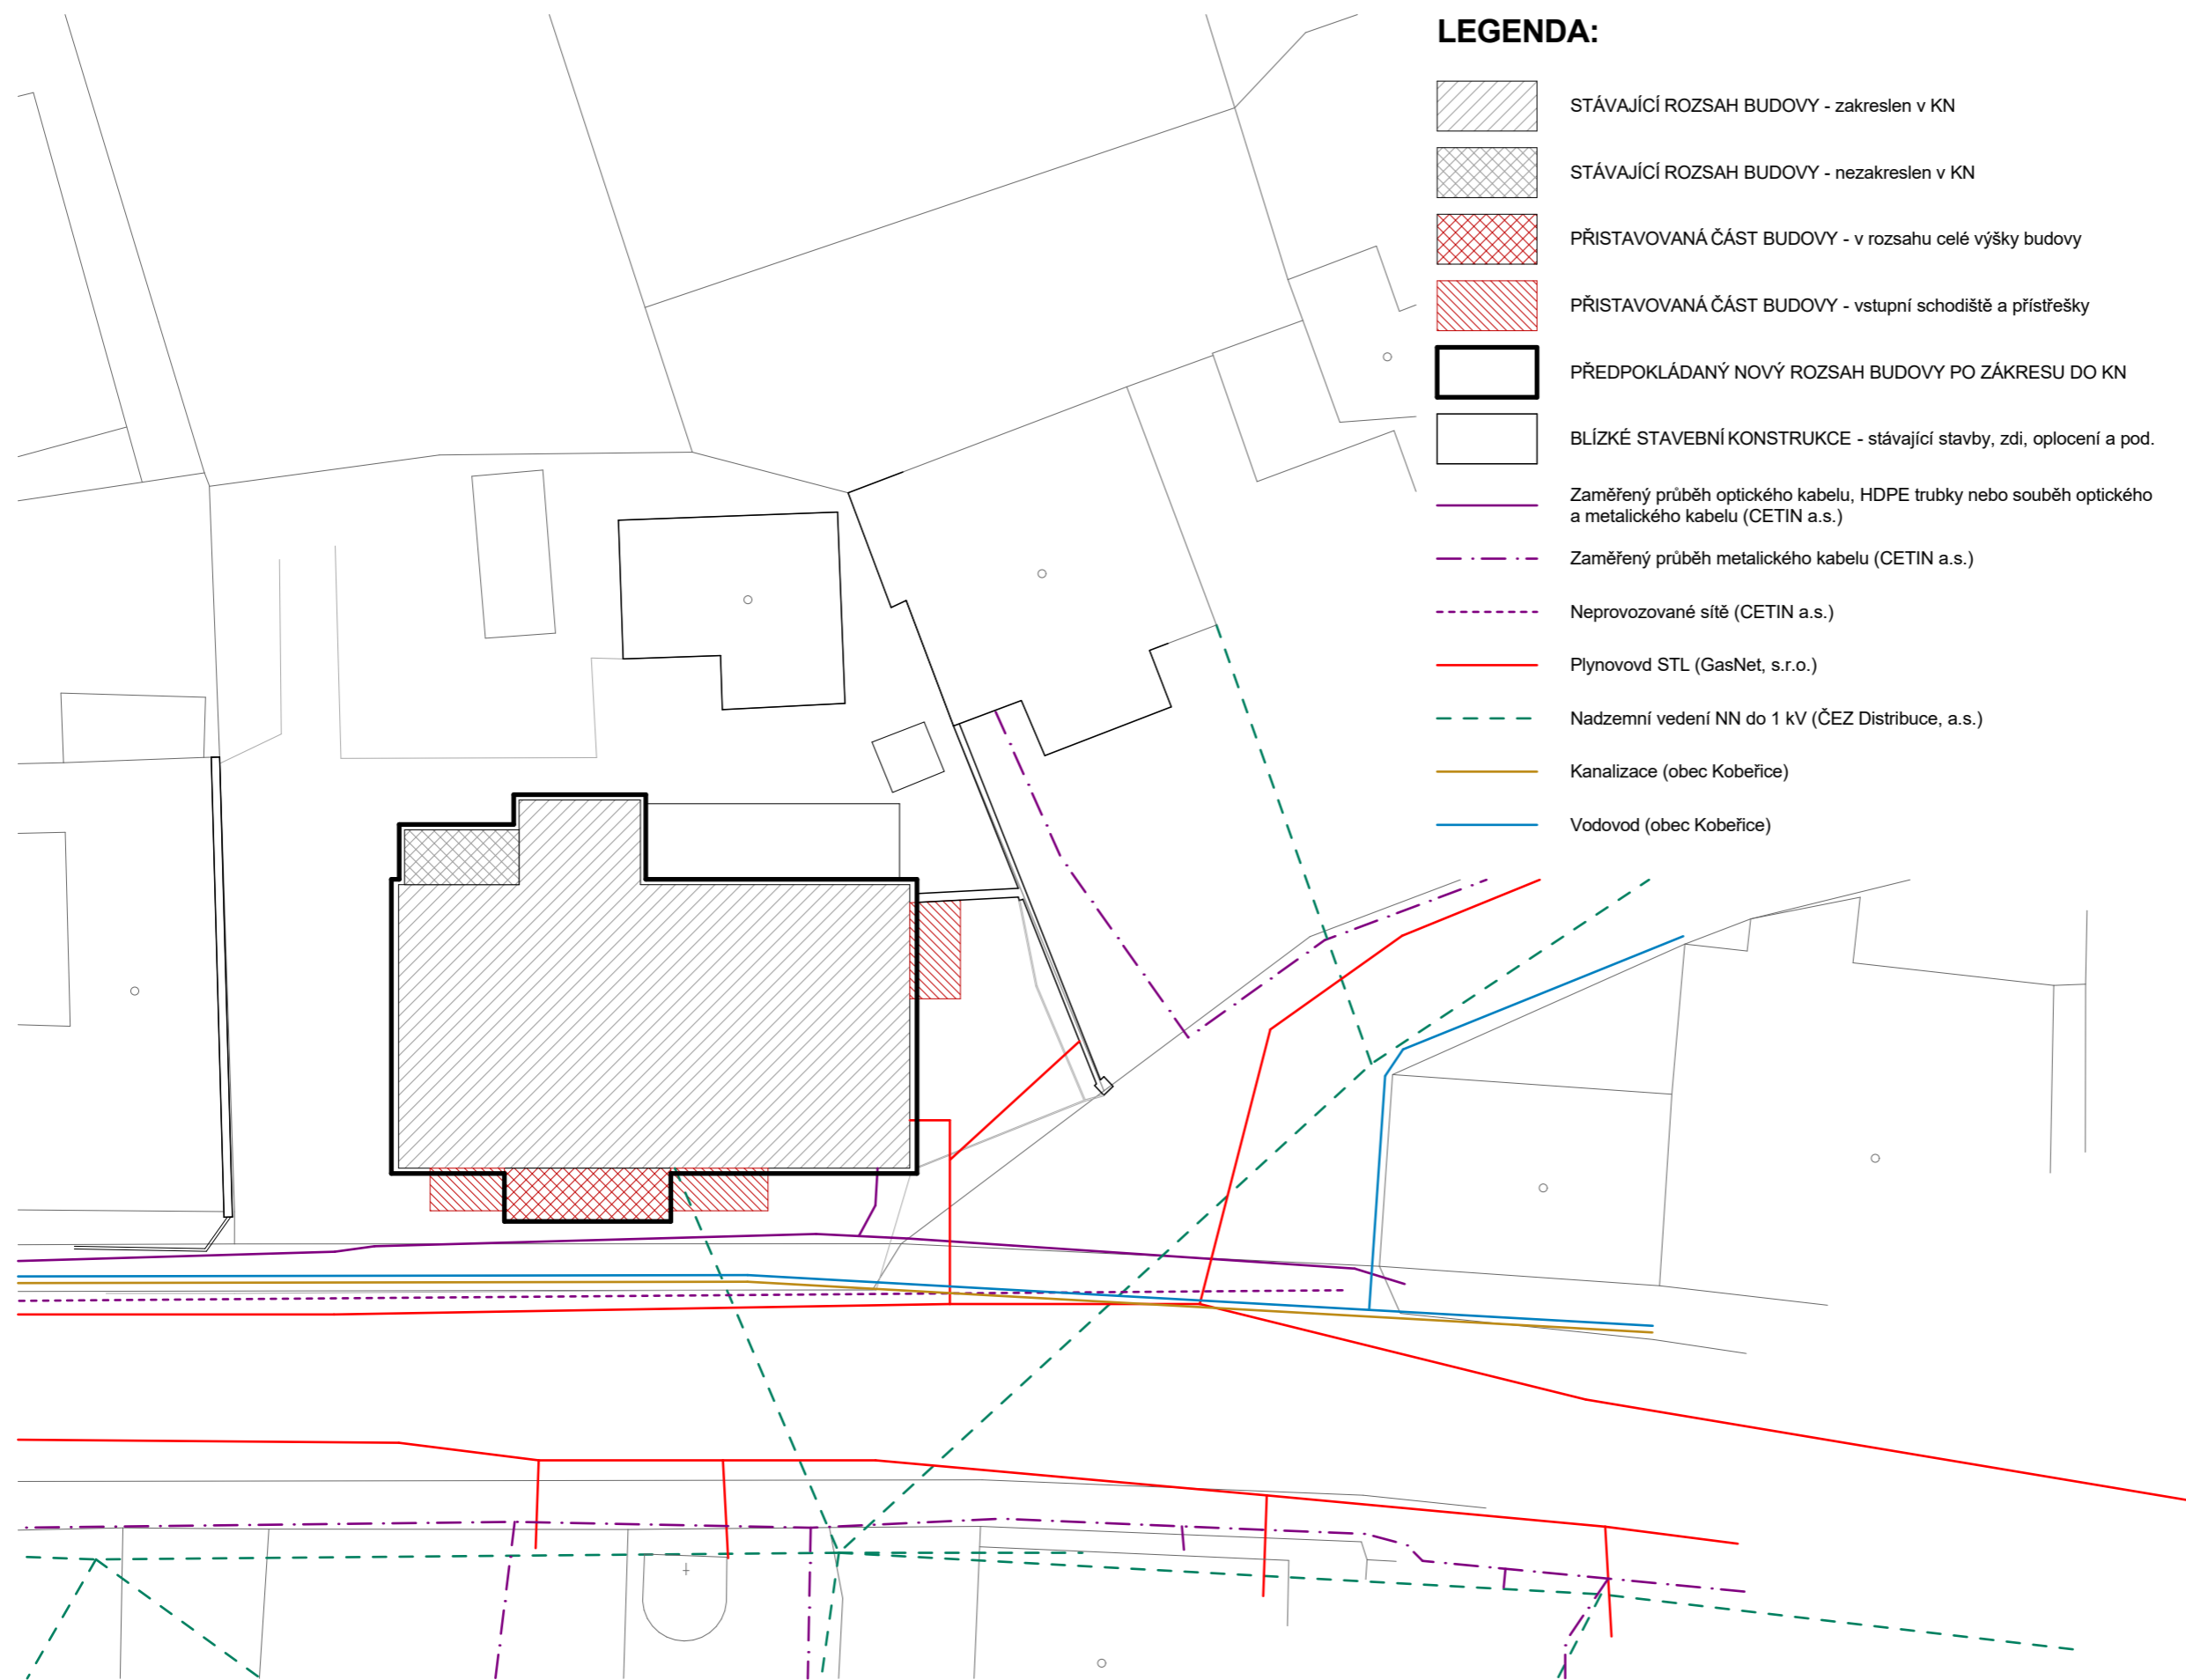 LEGENDA:
STÁVAJÍCÍ ROZSAH BUDOVY - zakreslen v KN
STÁVAJÍCÍ ROZSAH BUDOVY - nezakreslen v KN
PŘISTAVOVANÁ ČÁST BUDOVY - v rozsahu celé výšky budovy
PŘISTAVOVANÁ ČÁST BUDOVY - vstupní schodiště a přístřešky
PŘEDPOKLÁDANÝ NOVÝ ROZSAH BUDOVY PO ZÁKRESU DO KN
BLÍZKÉ STAVEBNÍ KONSTRUKCE - stávající stavby, zdi, oplocení a pod.
Zaměřený průběh optického kabelu, HDPE trubky nebo souběh optického
a metalického kabelu (CETIN a.s.)
Zaměřený průběh metalického kabelu (CETIN a.s.)
Neprovozované sítě (CETIN a.s.)
Plynovovd STL (GasNet, s.r.o.)
Nadzemní vedení NN do 1 kV (ČEZ Distribuce, a.s.)
Kanalizace (obec Kobeřice)
Vodovod (obec Kobeřice)